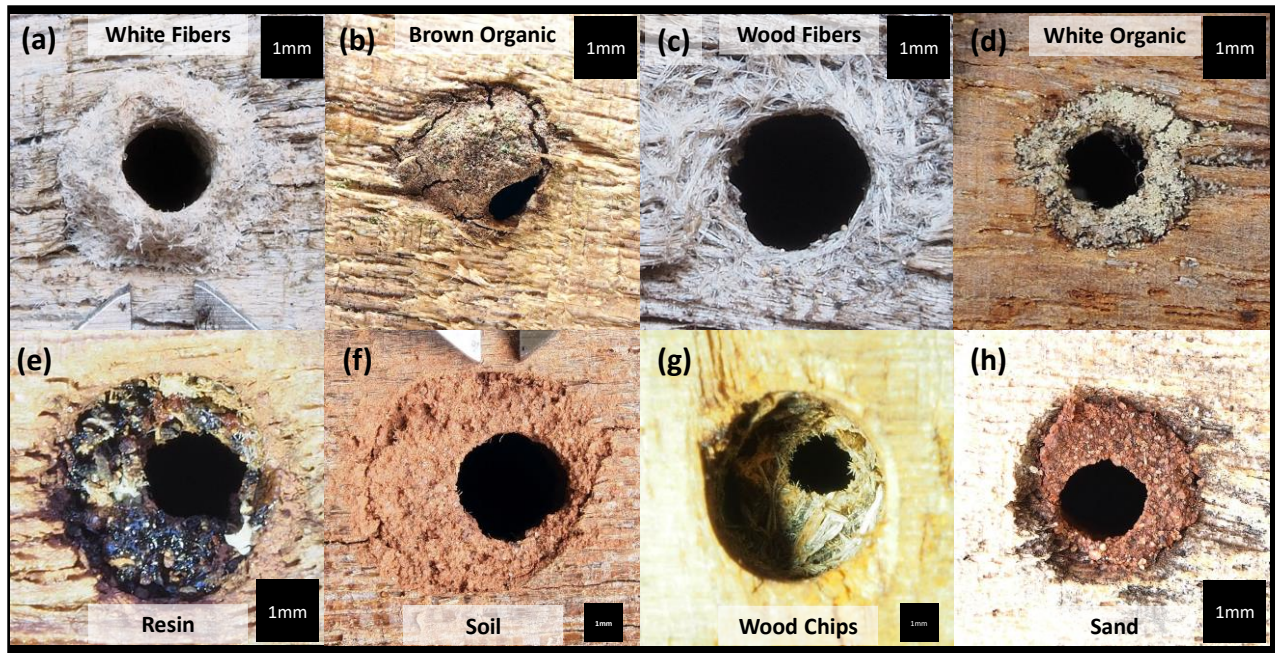 (a) White Fibers 1mm
(b) Brown Organic 1mm
(c) Wood Fibers 1mm
(d) White Organic 1mm
(e) Resin 1mm
(f) Soil 1mm
(g) Wood Chips 1mm
(h) Sand 1mm